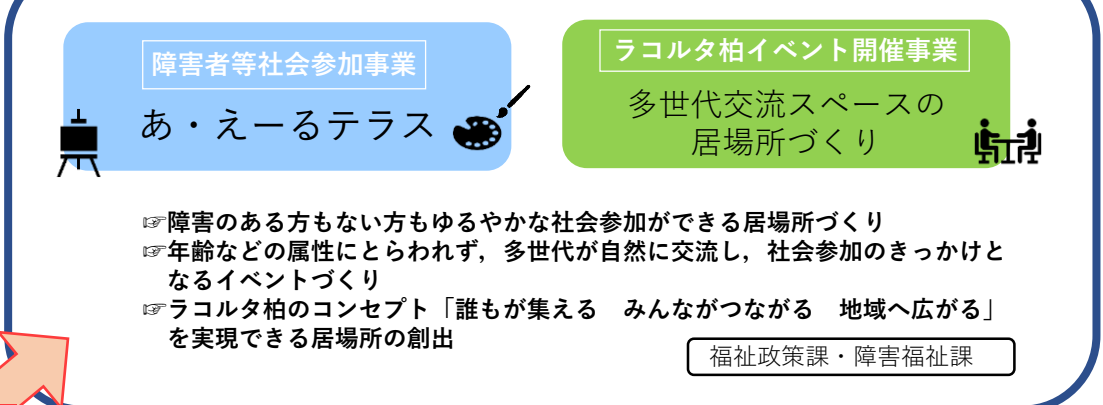 障害者等社会参加事業
あ・えーるテラス
ラコルタ柏イベント開催事業
多世代交流スペースの
居場所づくり
☞障害のある方もない方もゆるやかな社会参加ができる居場所づくり
☞年齢などの属性にとらわれず，多世代が自然に交流し，社会参加のきっかけと
なるイベントづくり
☞ラコルタ柏のコンセプト「誰もが集える　みんながつながる　地域へ広がる」
を実現できる居場所の創出
福祉政策課・障害福祉課